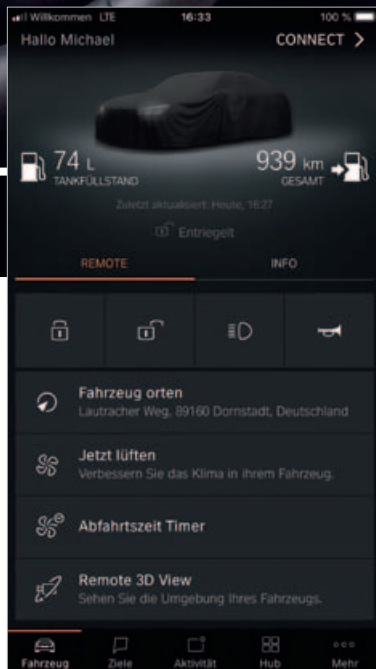 Willkommen LTE 16:33 100 %
Hallo Michael CONNECT >
74 L 939 km
TANKFÜLLSTAND GESAMT
Zuletzt aktualisiert: Heute, 16:27
Entriegelt
REMOTE INFO
Fahrzeug orten
Lautracher Weg, 89160 Dornstadt, Deutschland
Jetzt lüften
Verbessern Sie das Klima in ihrem Fahrzeug.
Abfahrtszeit Timer
Remote 3D View
Sehen Sie die Umgebung Ihres Fahrzeugs.
Fahrzeug Ziele Aktivität Hub Mehr